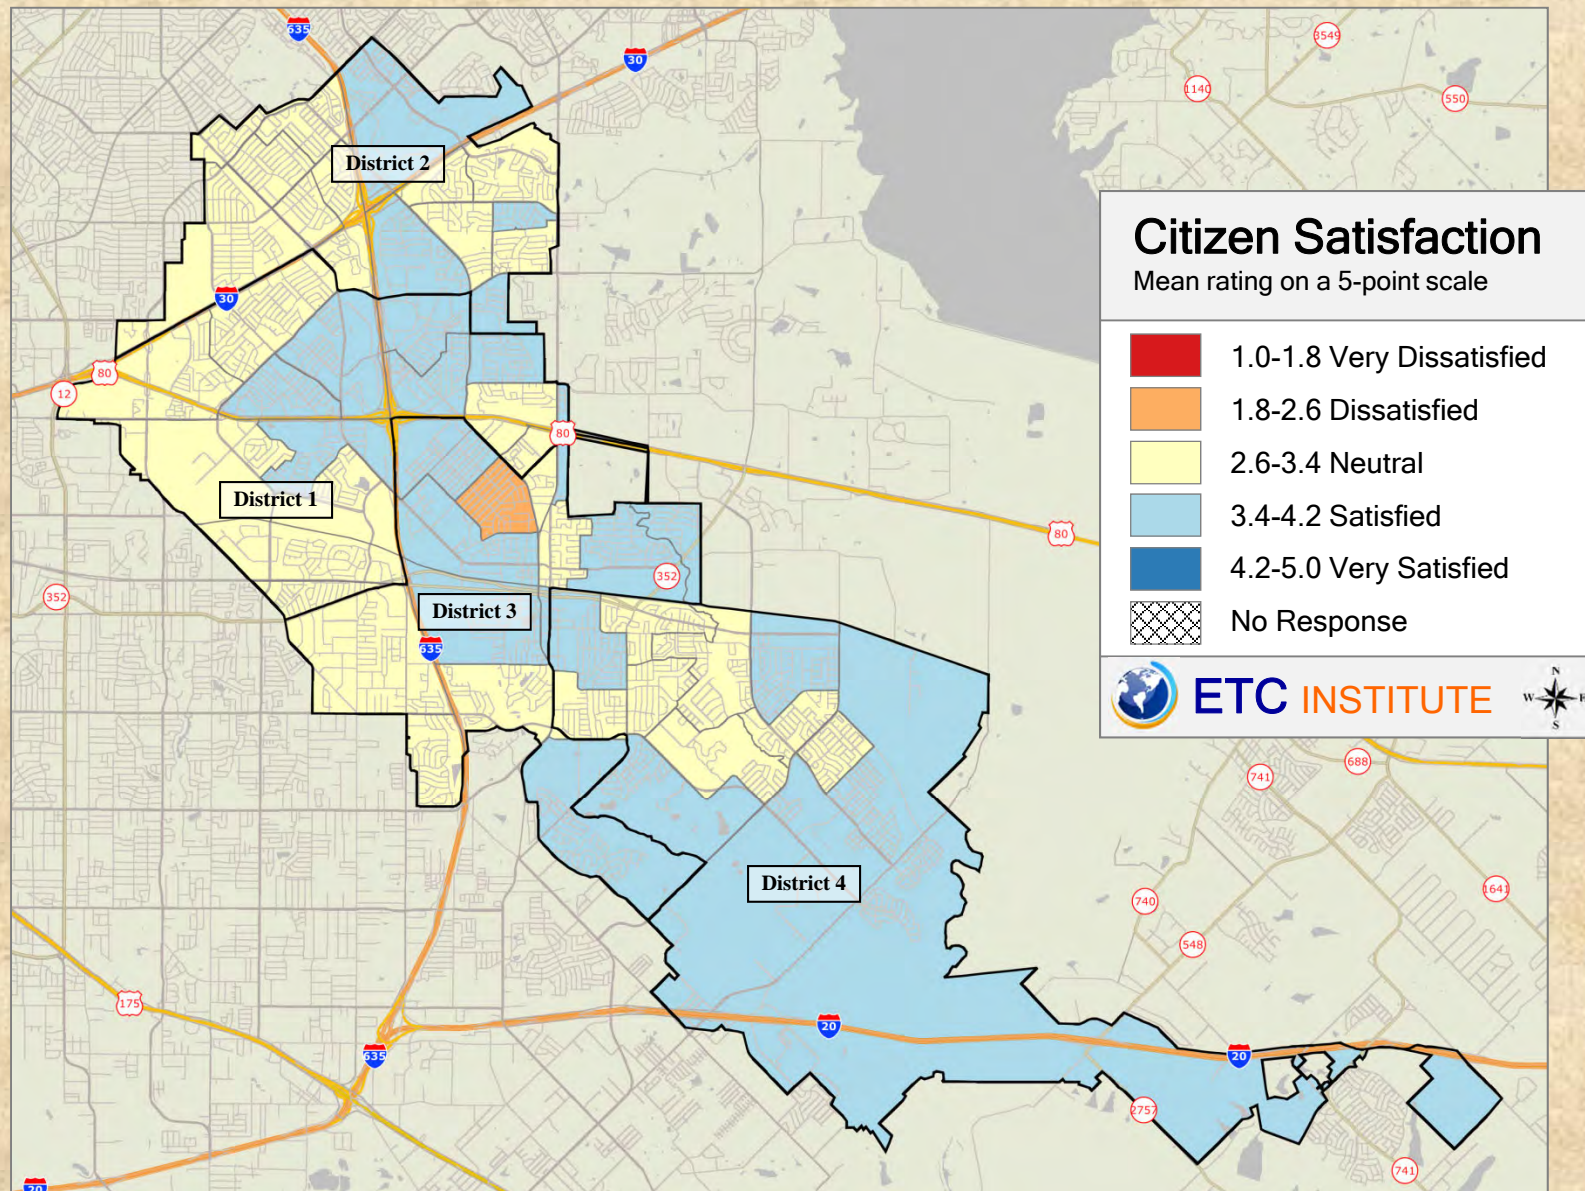 635
30
3549
1140
550
District 2
Citizen Satisfaction
Mean rating on a 5-point scale
30
1.0-1.8 Very Dissatisfied
80
12
1.8-2.6 Dissatisfied
80
2.6-3.4 Neutral
District 1
3.4-4.2 Satisfied
80
352
4.2-5.0 Very Satisfied
352
District 3
No Response
635
N
W E
S
ETC INSTITUTE
688
741
District 4
1641
740
548
175
20
635
20
2757
741
20